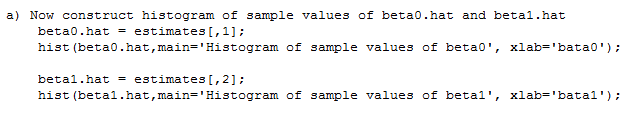 a) Now construct histogram of sample values of beta0.hat and beta1.hat
beta0.hat = estimates[,1];
hist(beta0.hat,main='Histogram of sample values of beta0', xlab='bata0');
beta1.hat = estimates[,2];
hist(beta1.hat,main='Histogram of sample values of beta1', xlab='bata1');